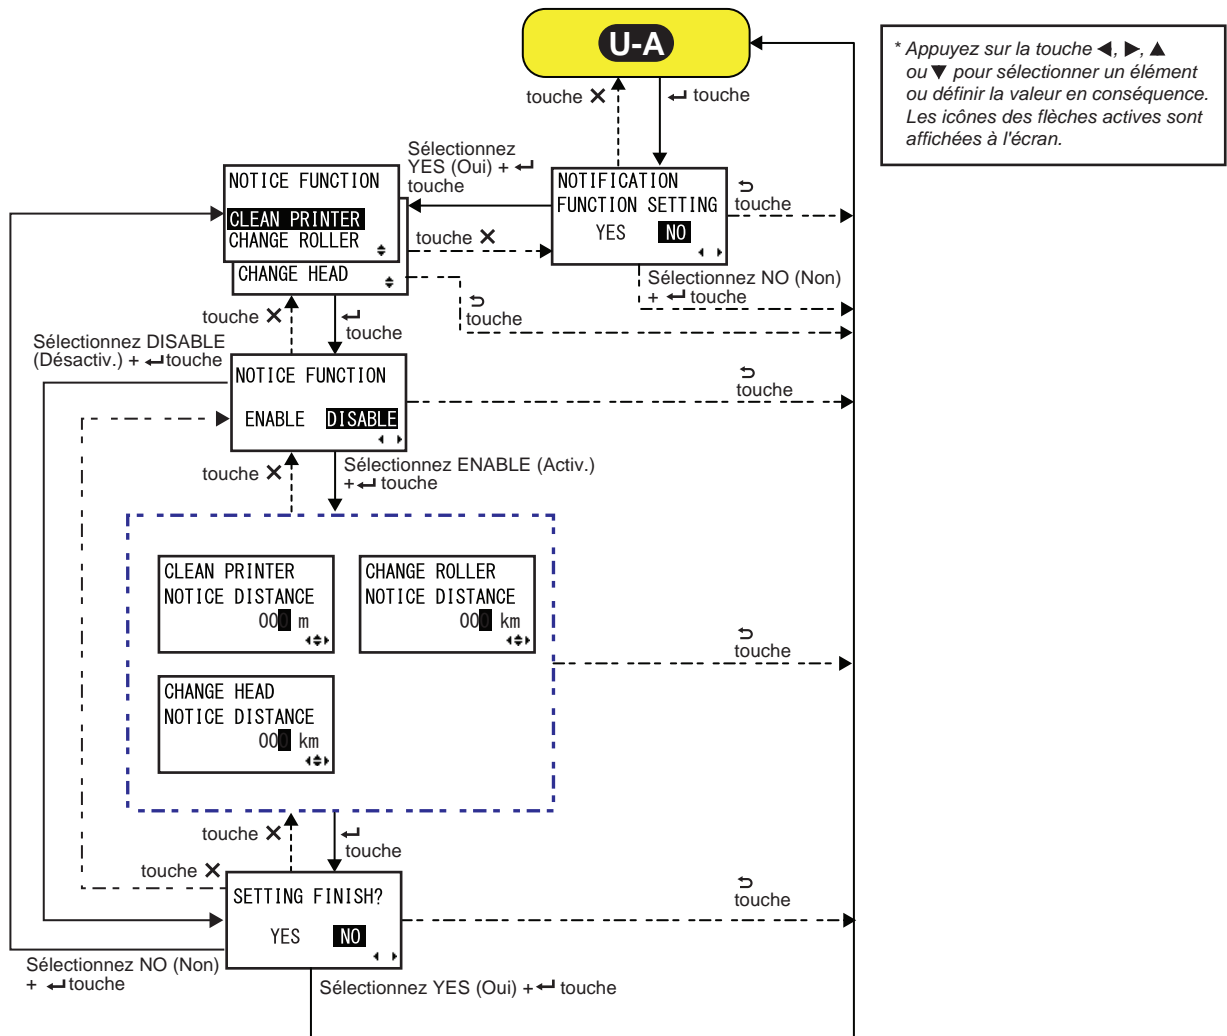 U-A
* Appuyez sur la touche ◀, ▶, ▲
ou ▼ pour sélectionner un élément
ou définir la valeur en conséquence.
Les icônes des flèches actives sont
affichées à l'écran.
touche ✕
↵ touche
Sélectionnez
YES (Oui) + ↵
touche
NOTICE FUNCTION
CLEAN PRINTER
CHANGE ROLLER
CHANGE HEAD
NOTIFICATION
FUNCTION SETTING
YES NO
⮌
touche
touche ✕
Sélectionnez NO (Non)
+ ↵ touche
⮌
touche
touche ✕
↵
touche
Sélectionnez DISABLE
(Désactiv.) + ↵ touche
NOTICE FUNCTION
ENABLE DISABLE
⮌
touche
touche ✕
Sélectionnez ENABLE (Activ.)
+ ↵ touche
CLEAN PRINTER
NOTICE DISTANCE
000 m
CHANGE ROLLER
NOTICE DISTANCE
000 km
CHANGE HEAD
NOTICE DISTANCE
000 km
⮌
touche
touche ✕
↵
touche
touche ✕
SETTING FINISH?
YES NO
⮌
touche
Sélectionnez NO (Non)
+ ↵ touche
Sélectionnez YES (Oui) + ↵ touche